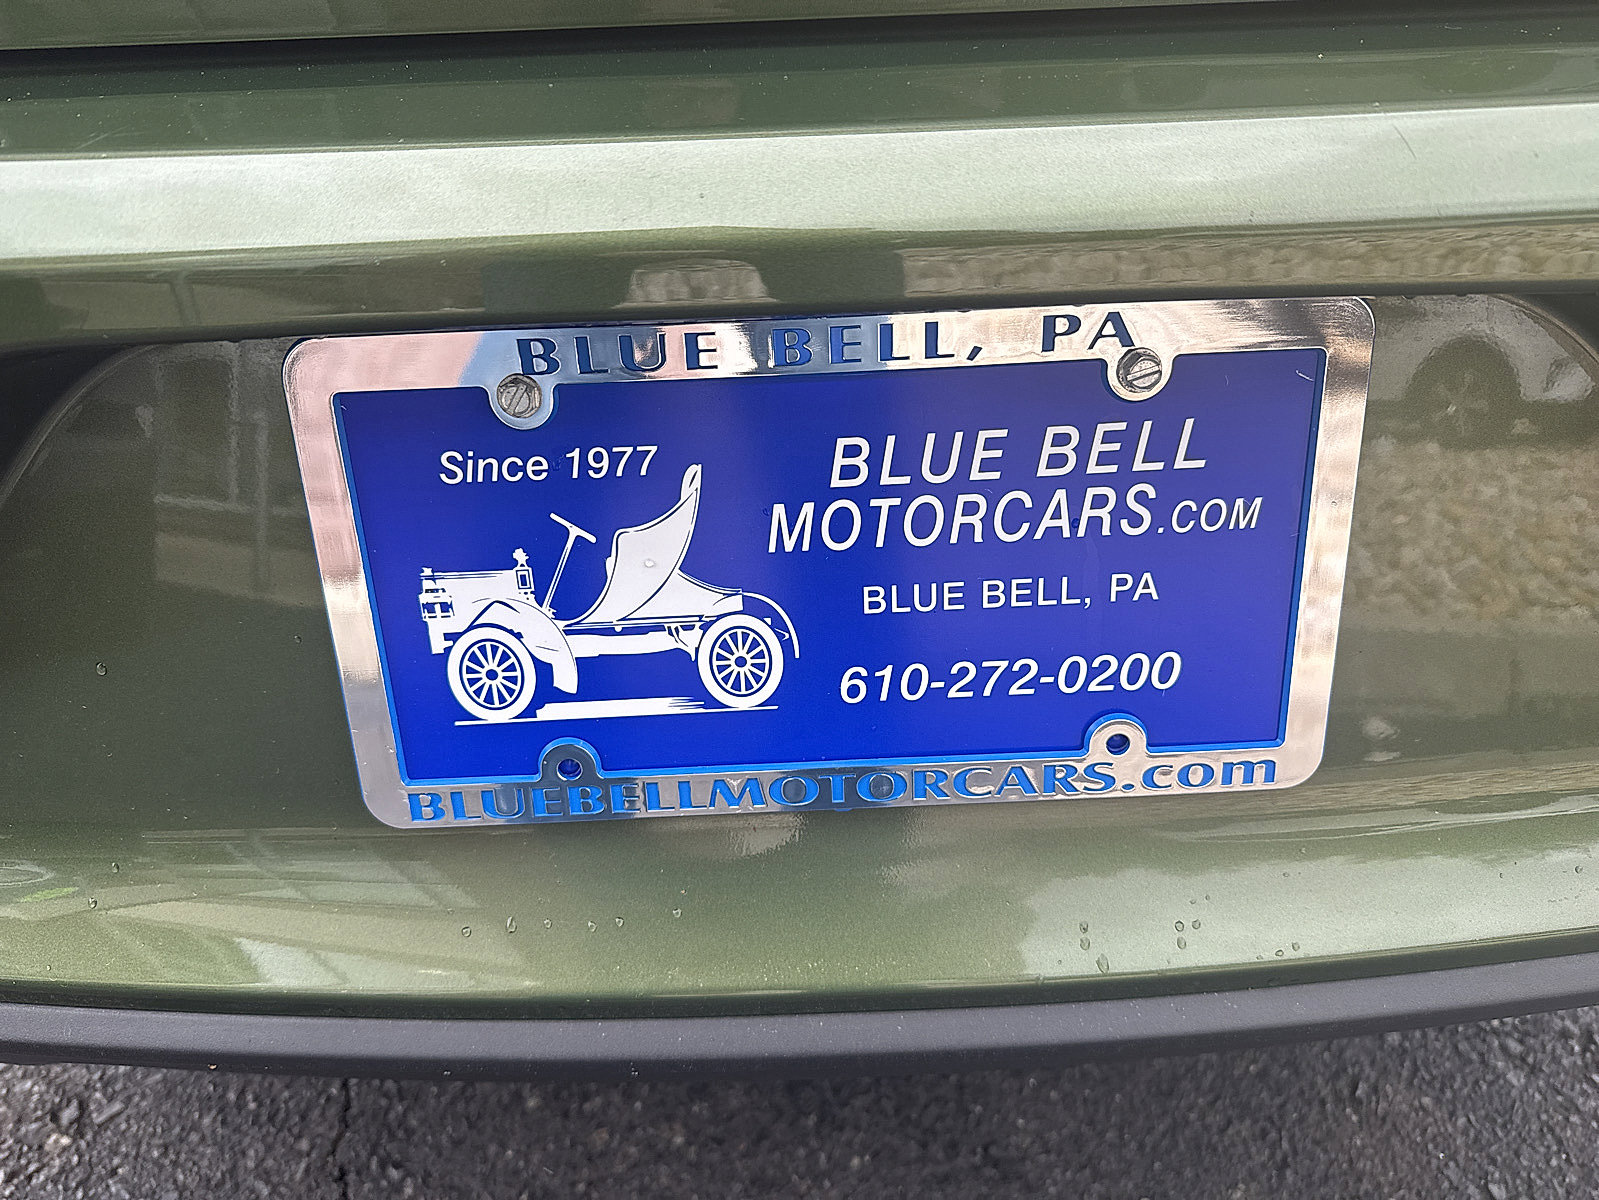 BLUE BELL, PA
Since 1977
BLUE BELL
MOTORCARS.COM
BLUE BELL, PA
610-272-0200
BLUEBELLMOTORCARS.com